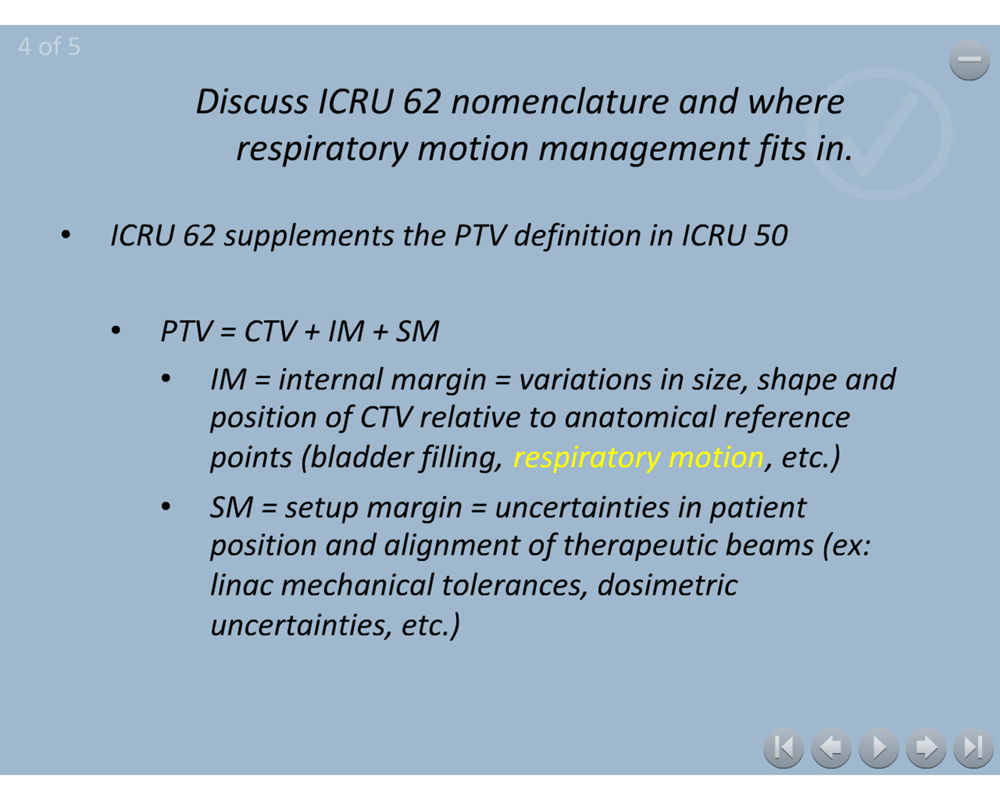 4 of 5
Discuss ICRU 62 nomenclature and where
respiratory motion management fits in.
• ICRU 62 supplements the PTV definition in ICRU 50
• PTV = CTV + IM + SM
• IM = internal margin = variations in size, shape and
position of CTV relative to anatomical reference
points (bladder filling, respiratory motion, etc.)
• SM = setup margin = uncertainties in patient
position and alignment of therapeutic beams (ex:
linac mechanical tolerances, dosimetric
uncertainties, etc.)